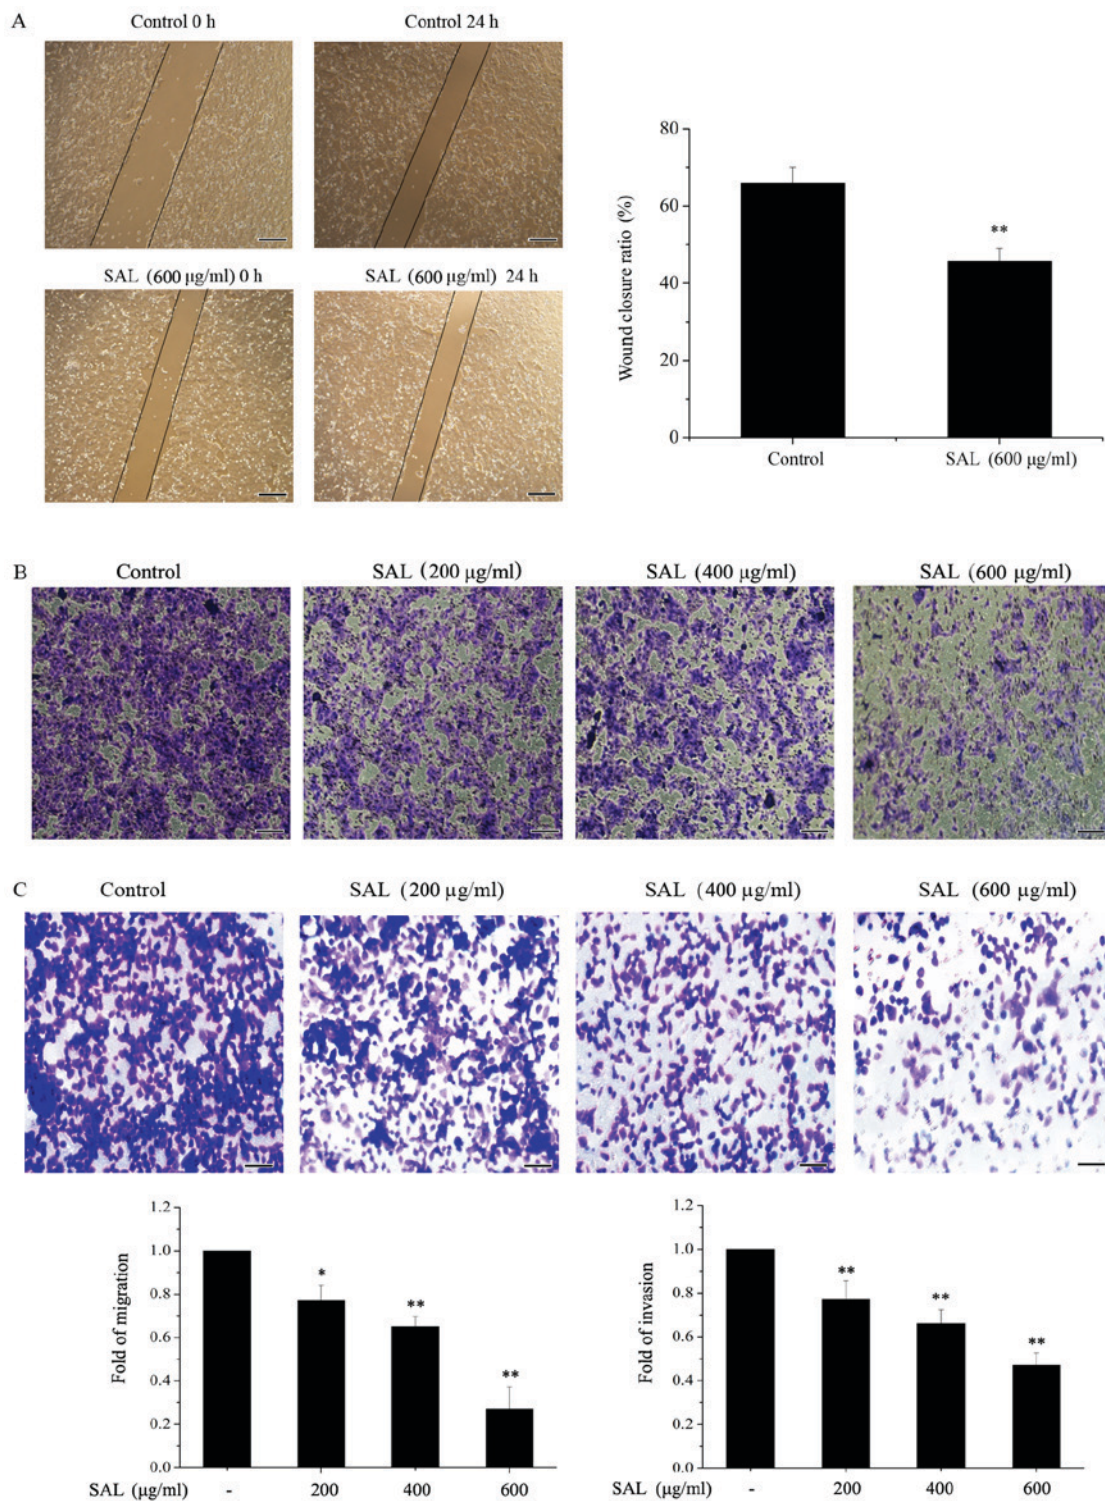 A
Control 0 h
Control 24 h
SAL (600 µg/ml) 0 h
SAL (600 µg/ml) 24 h
Wound closure ratio (%)
80
60
40
20
0
**
Control
SAL (600 µg/ml)
B
Control
SAL (200 µg/ml)
SAL (400 µg/ml)
SAL (600 µg/ml)
C
Control
SAL (200 µg/ml)
SAL (400 µg/ml)
SAL (600 µg/ml)
Fold of migration
1.2
1.0
0.8
0.6
0.4
0.2
0.0
*
**
**
SAL (µg/ml)
-
200
400
600
Fold of invasion
1.2
1.0
0.8
0.6
0.4
0.2
0.0
**
**
**
SAL (µg/ml)
-
200
400
600